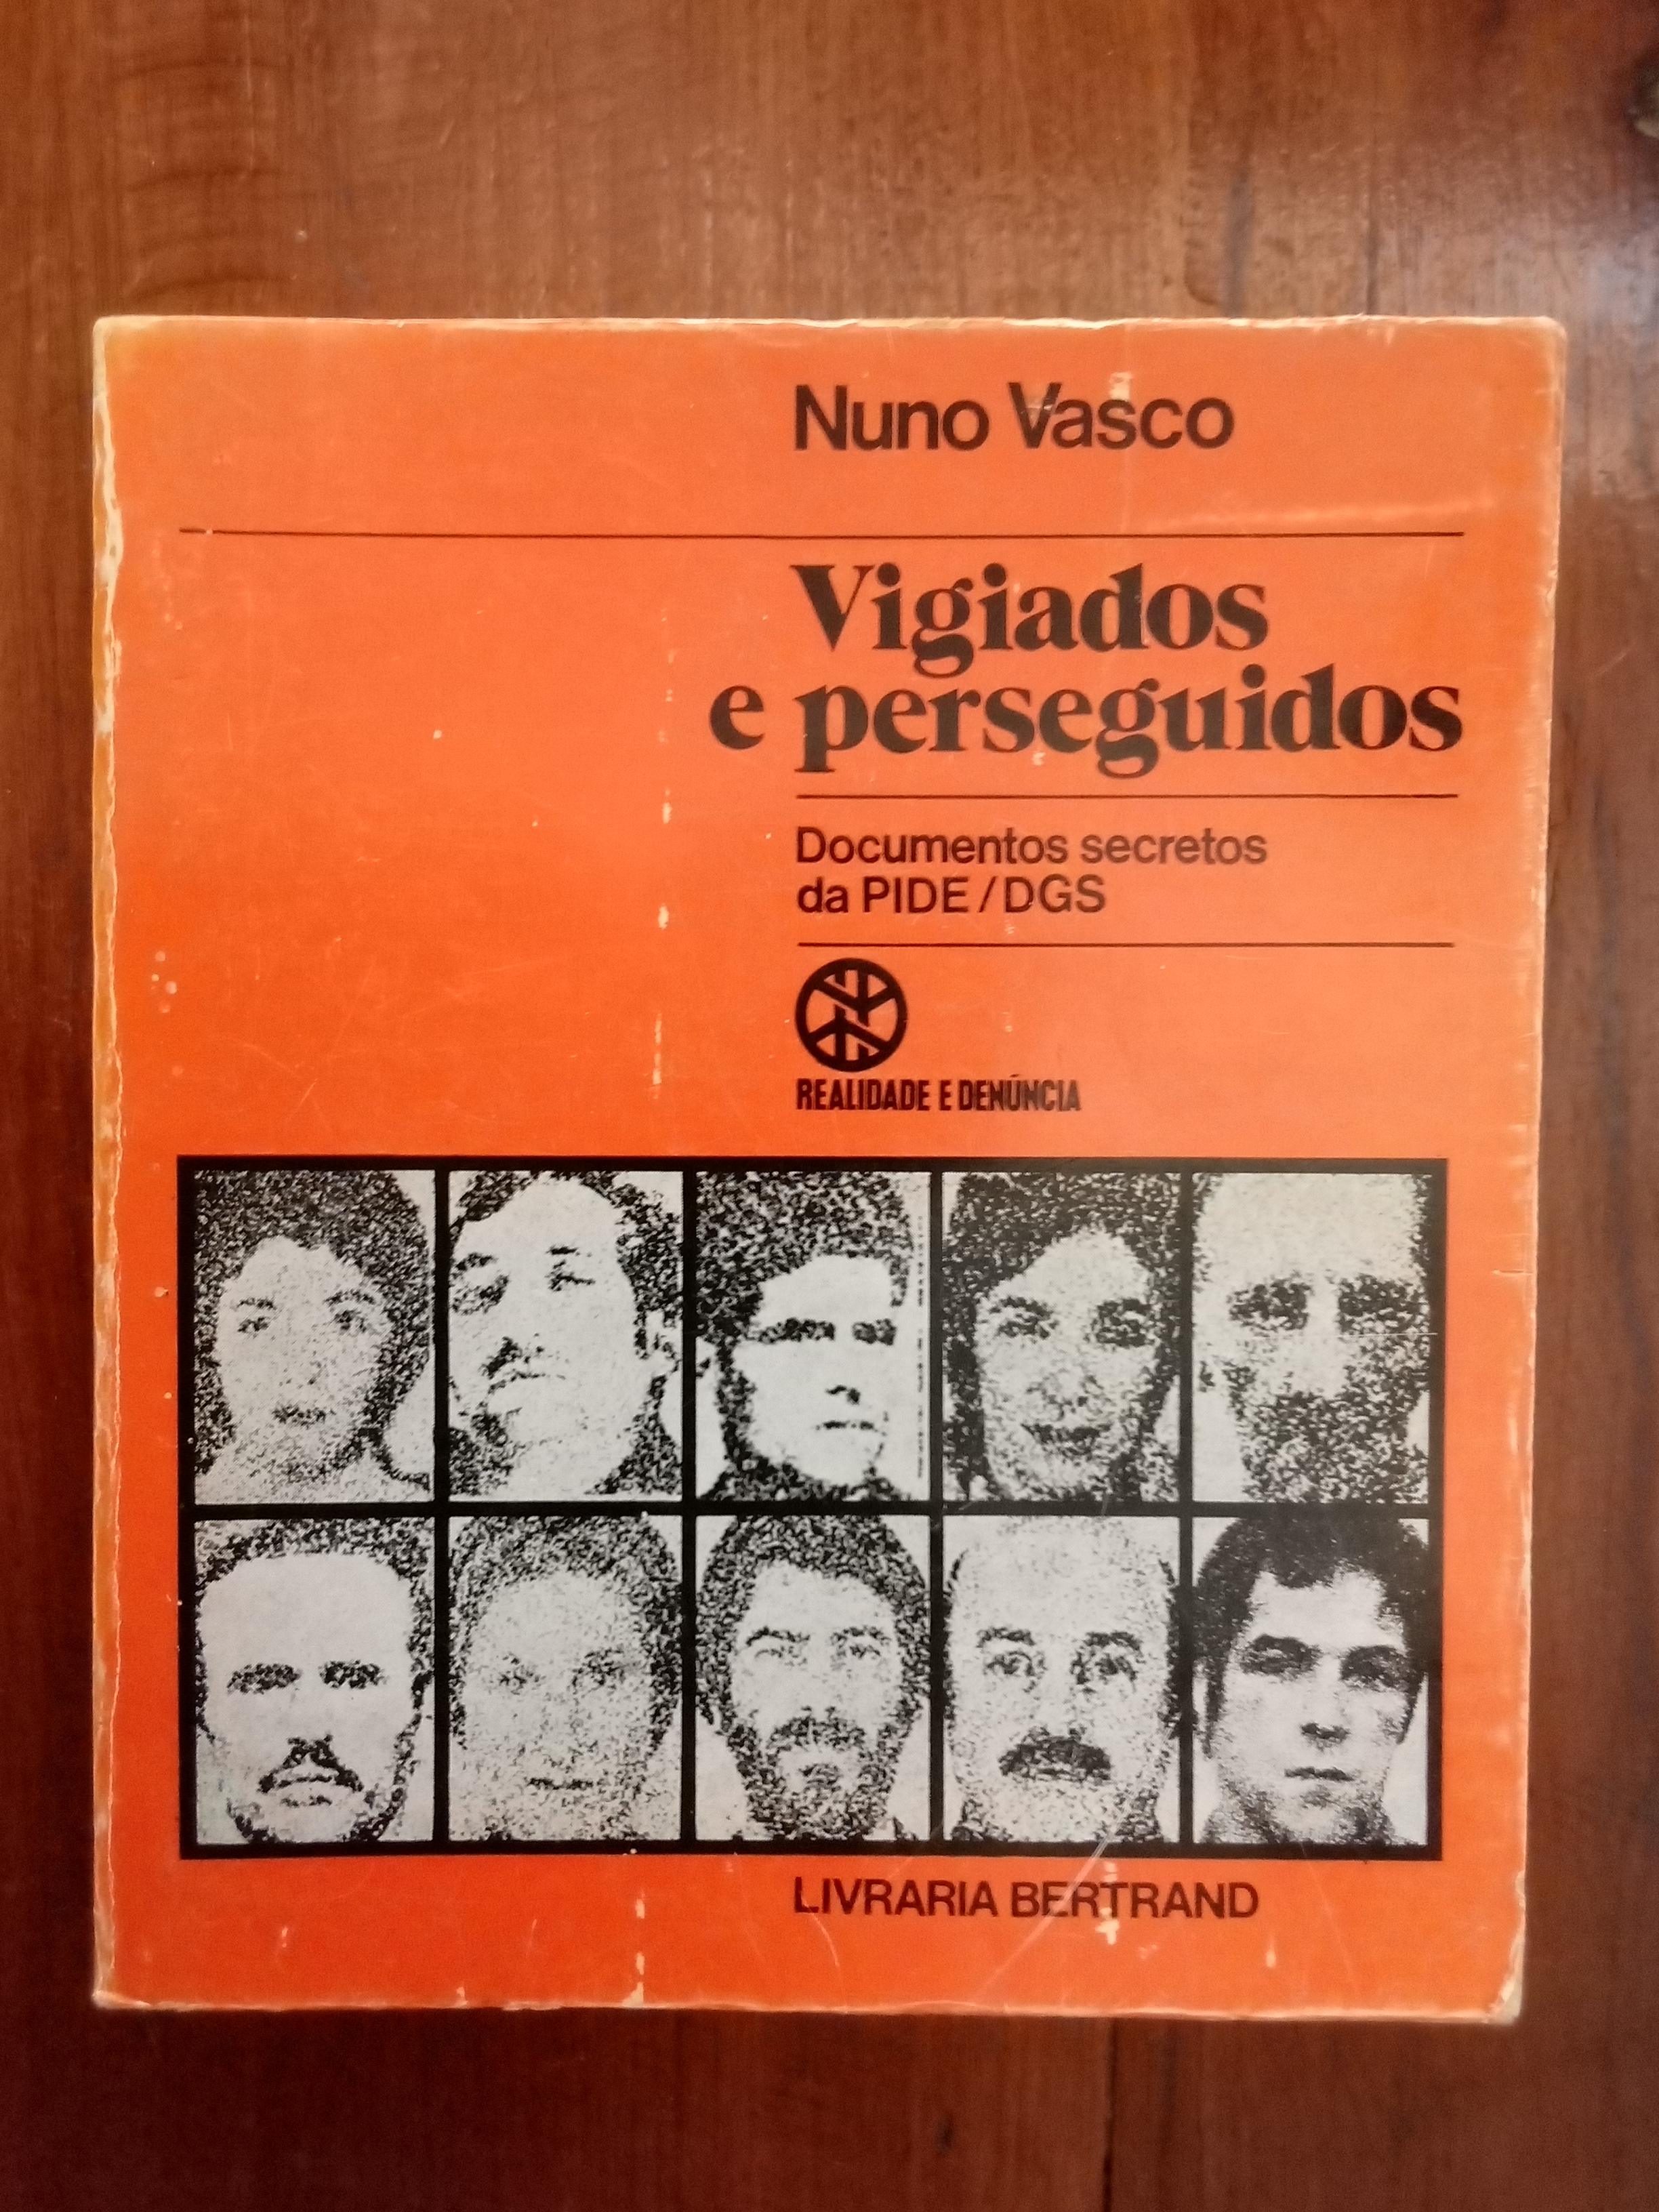 Nuno Vasco
Vigiados
e perseguidos
Documentos secretos
da PIDE/DGS
REALIDADE E DENÚNCIA
LIVRARIA BERTRAND